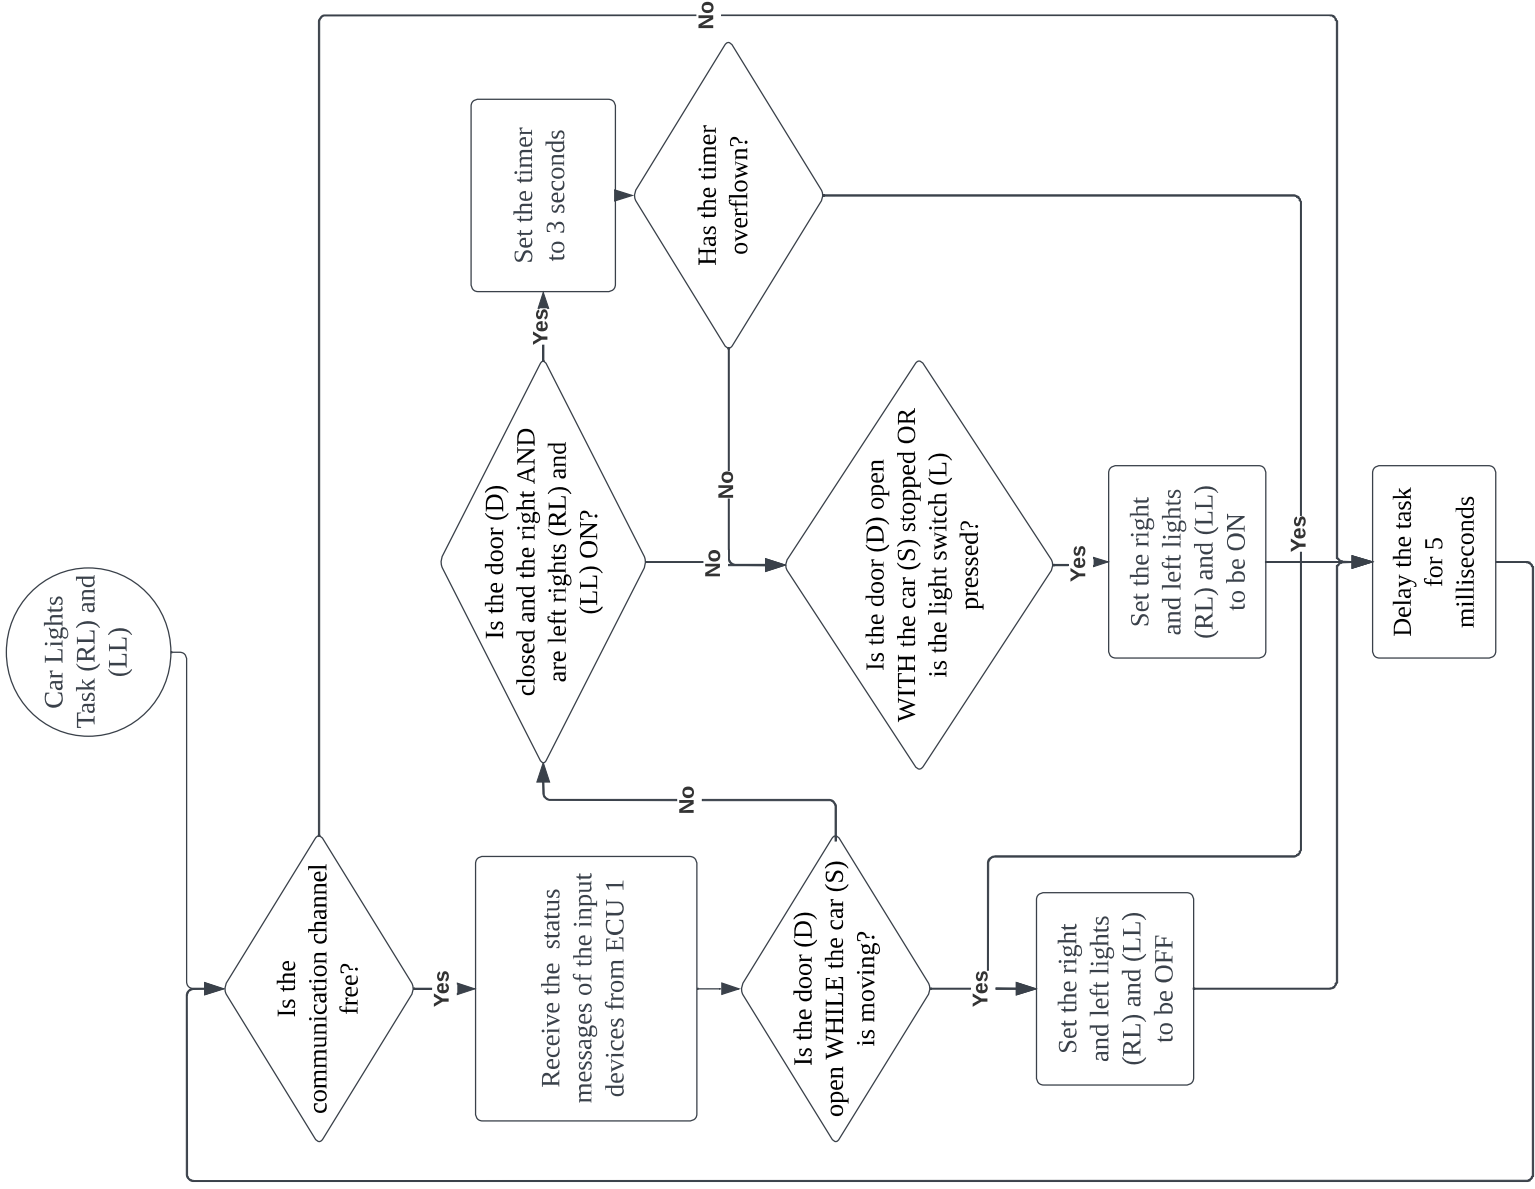 Car Lights
Task (RL) and
(LL)
Is the
communication channel
free?
No
Yes
Receive the  status
messages of the input
devices from ECU 1
Is the door (D)
open WHILE the car (S)
is moving?
No
Yes
Set the right
and left lights
(RL) and (LL)
to be OFF
Is the door (D)
closed and the right AND
are left rights (RL) and
(LL) ON?
Yes
No
Set the timer
to 3 seconds
Has the timer
overflown?
No
Yes
Is the door (D) open
WITH the car (S) stopped OR
is the light switch (L)
pressed?
Yes
Set the right
and left lights
(RL) and (LL)
to be ON
Delay the task
for 5
milliseconds